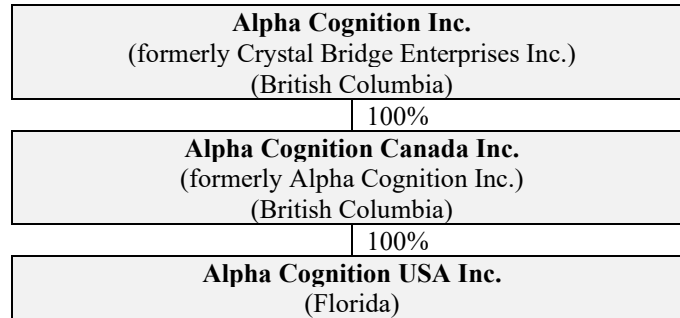 Alpha Cognition Inc.
(formerly Crystal Bridge Enterprises Inc.)
(British Columbia)
100%
Alpha Cognition Canada Inc.
(formerly Alpha Cognition Inc.)
(British Columbia)
100%
Alpha Cognition USA Inc.
(Florida)